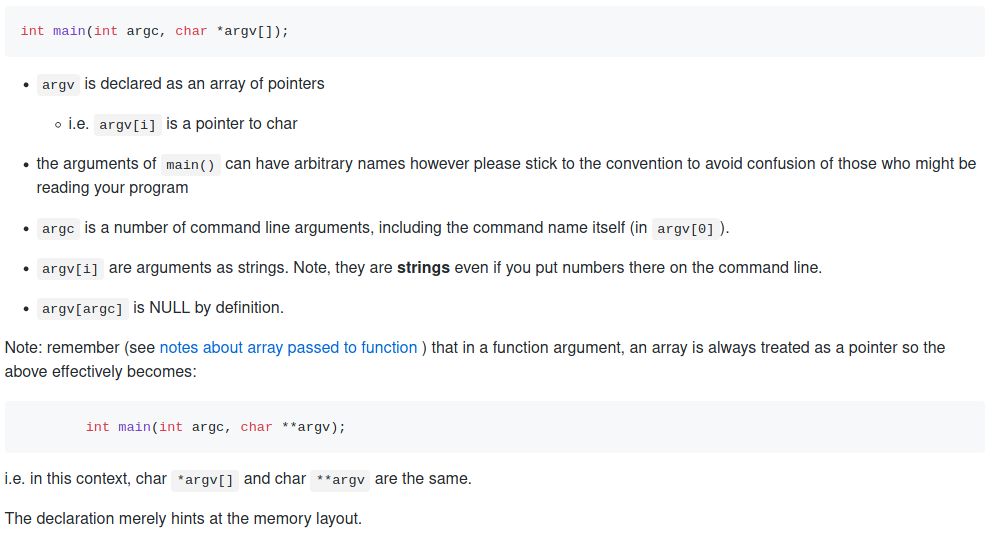 int main(int argc, char *argv[]);
• argv is declared as an array of pointers
◦ i.e. argv[i] is a pointer to char
• the arguments of main() can have arbitrary names however please stick to the convention to avoid confusion of those who might be
reading your program
• argc is a number of command line arguments, including the command name itself (in argv[0] ).
• argv[i] are arguments as strings. Note, they are strings even if you put numbers there on the command line.
• argv[argc] is NULL by definition.
Note: remember (see notes about array passed to function ) that in a function argument, an array is always treated as a pointer so the
above effectively becomes:
int main(int argc, char **argv);
i.e. in this context, char *argv[] and char **argv are the same.
The declaration merely hints at the memory layout.